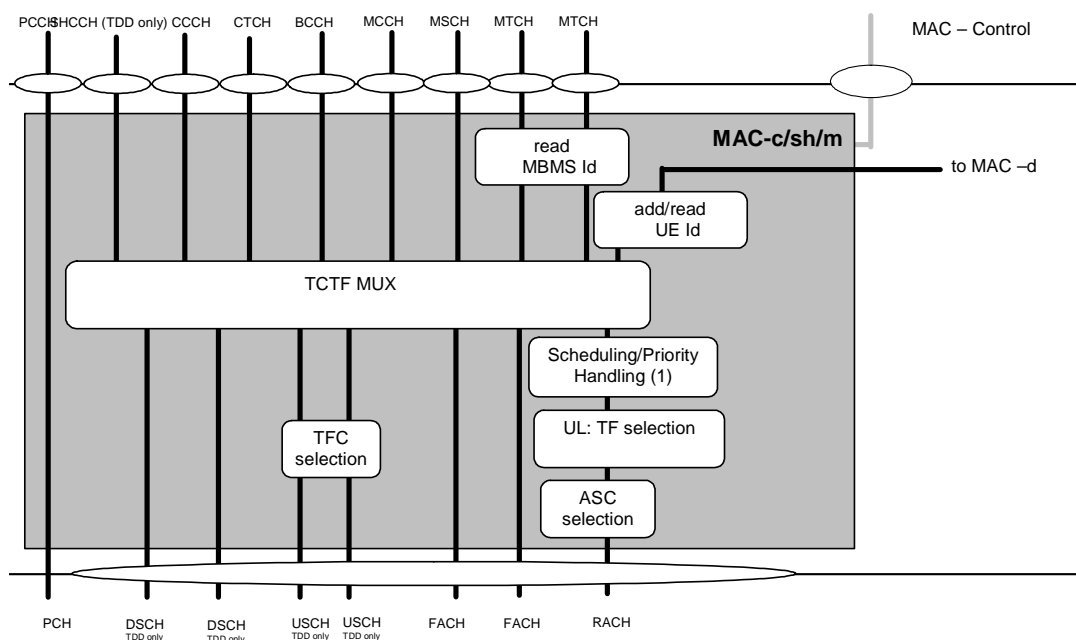 PCCH SHCCH (TDD only) CCCH CTCH BCCH MCCH MSCH MTCH MTCH
MAC – Control
MAC-c/sh/m
read
MBMS Id
to MAC –d
add/read
UE Id
TCTF MUX
Scheduling/Priority
Handling (1)
UL: TF selection
TFC
selection
ASC
selection
PCH DSCH DSCH USCH USCH FACH FACH RACH
TDD only TDD only TDD only TDD only